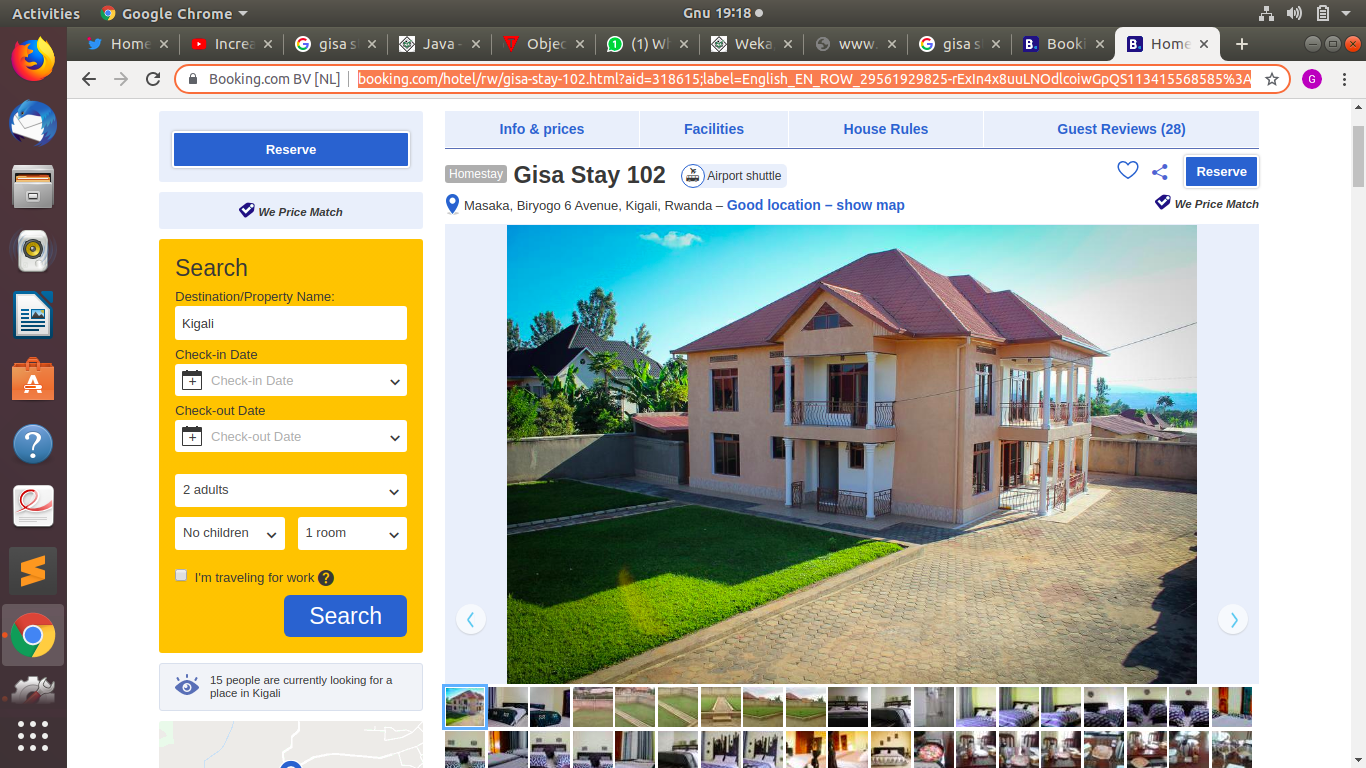 Activities
Google Chrome
Gnu 19:18
Home
Increa
gisa s
Java -
Objec
(1) Wh
Weka
www.
gisa s
Booki
Home
Booking.com BV [NL]
booking.com/hotel/rw/gisa-stay-102.html?aid=318615;label=English_EN_ROW_29561929825-rExIn4x8uuLNOdlcoiwGpQS113415568585%3A
G
Reserve
We Price Match
Search
Destination/Property Name:
Kigali
Check-in Date
Check-in Date
Check-out Date
Check-out Date
2 adults
No children
1 room
I'm traveling for work
Search
15 people are currently looking for a
place in Kigali
Info & prices
Facilities
House Rules
Guest Reviews (28)
Homestay
Gisa Stay 102
Airport shuttle
Reserve
Masaka, Biryogo 6 Avenue, Kigali, Rwanda – Good location – show map
We Price Match